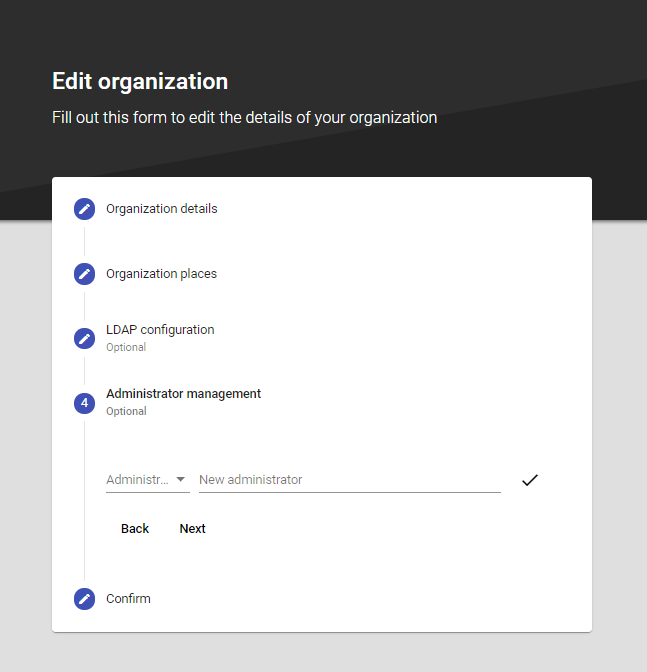 Edit organization
Fill out this form to edit the details of your organization
Organization details
Organization places
LDAP configuration
Optional
4 Administrator management
Optional
Administr... New administrator
Back Next
Confirm